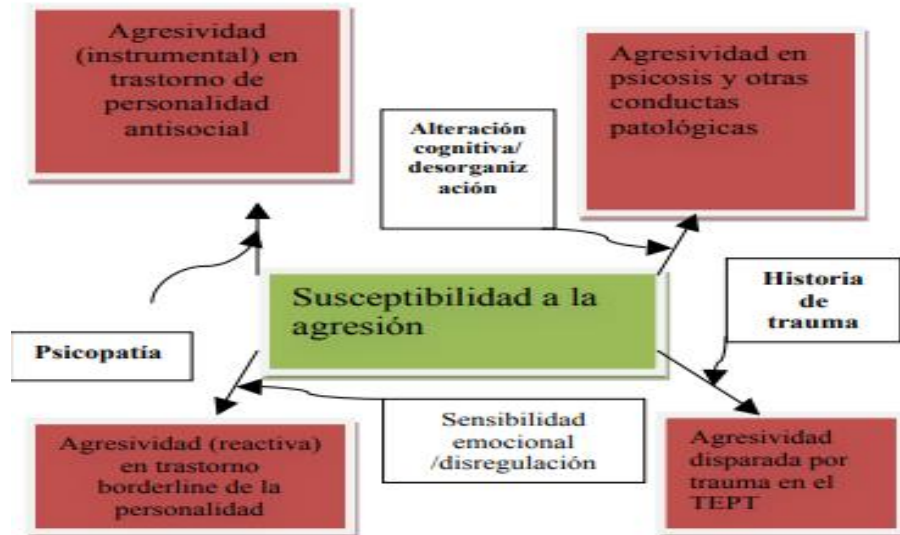 Agresividad
(instrumental) en
trastorno de
personalidad
antisocial
Alteración
cognitiva/
desorganiz
ación
Agresividad en
psicosis y otras
conductas
patológicas
Susceptibilidad a la
agresión
Historia
de
trauma
Psicopatía
Agresividad (reactiva)
en trastorno
borderline de la
personalidad
Sensibilidad
emocional
/disregulación
Agresividad
disparada por
trauma en el
TEPT